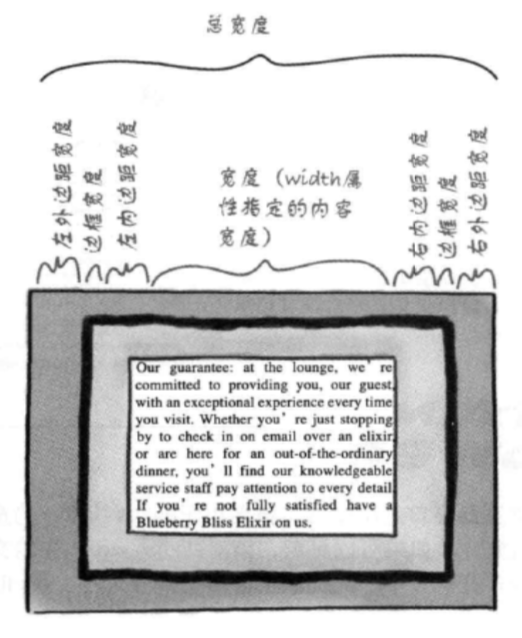 总宽度
左外边距宽度
边框宽度
左内边距宽度
宽度（width属
性指定的内容
宽度）
右内边距宽度
边框宽度
右外边距宽度
Our guarantee: at the lounge, we’re
committed to providing you, our guest,
with an exceptional experience every time
you visit. Whether you’re just stopping
by to check in on email over an elixir,
or are here for an out-of-the-ordinary
dinner, you’ll find our knowledgeable
service staff pay attention to every detail.
If you’re not fully satisfied have a
Blueberry Bliss Elixir on us.